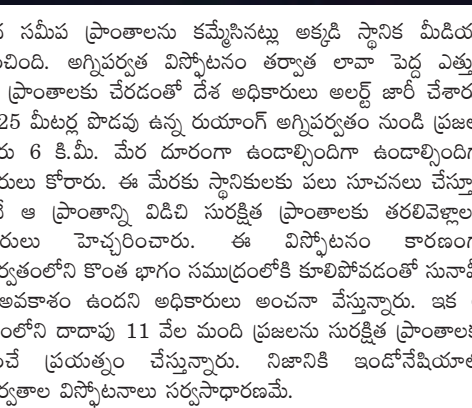 సమీప ప్రాంతాలను కమ్మేసినట్లు అక్కడి స్థానిక మీడియ
చింది. అగ్నిపర్వత విస్ఫోటనం తర్వాత లావా పెద్ద ఎత్తు
ప్రాంతాలకు చేరడంతో దేశ అధికారులు అలర్ట్ జారీ చేశార
25 మీటర్ల పొడవు ఉన్న రుయాంగ్ అగ్నిపర్వతం నుండి ప్రజల
రు 6 కి.మీ. మేర దూరంగా ఉండాల్సిందిగా ఉండాల్సిందిగ
రులు కోరారు. ఈ మేరకు స్థానికులకు పలు సూచనలు చేస్తూ
ఆ ప్రాంతాన్ని విడిచి సురక్షిత ప్రాంతాలకు తరలివెళ్లాల
రులు హెచ్చరించారు. ఈ విస్ఫోటనం కారణంగ
ర్వతంలోని కొంత భాగం సముద్రంలోకి కూలిపోవడంతో సునామీ
అవకాశం ఉందని అధికారులు అంచనా వేస్తున్నారు. ఇక
ంలోని దాదాపు 11 వేల మంది ప్రజలను సురక్షిత ప్రాంతాలక
ంచే ప్రయత్నం చేస్తున్నారు. నిజానికి ఇండోనేషియాల
ర్వతాల విస్ఫోటనాలు సర్వసాధారణమే.